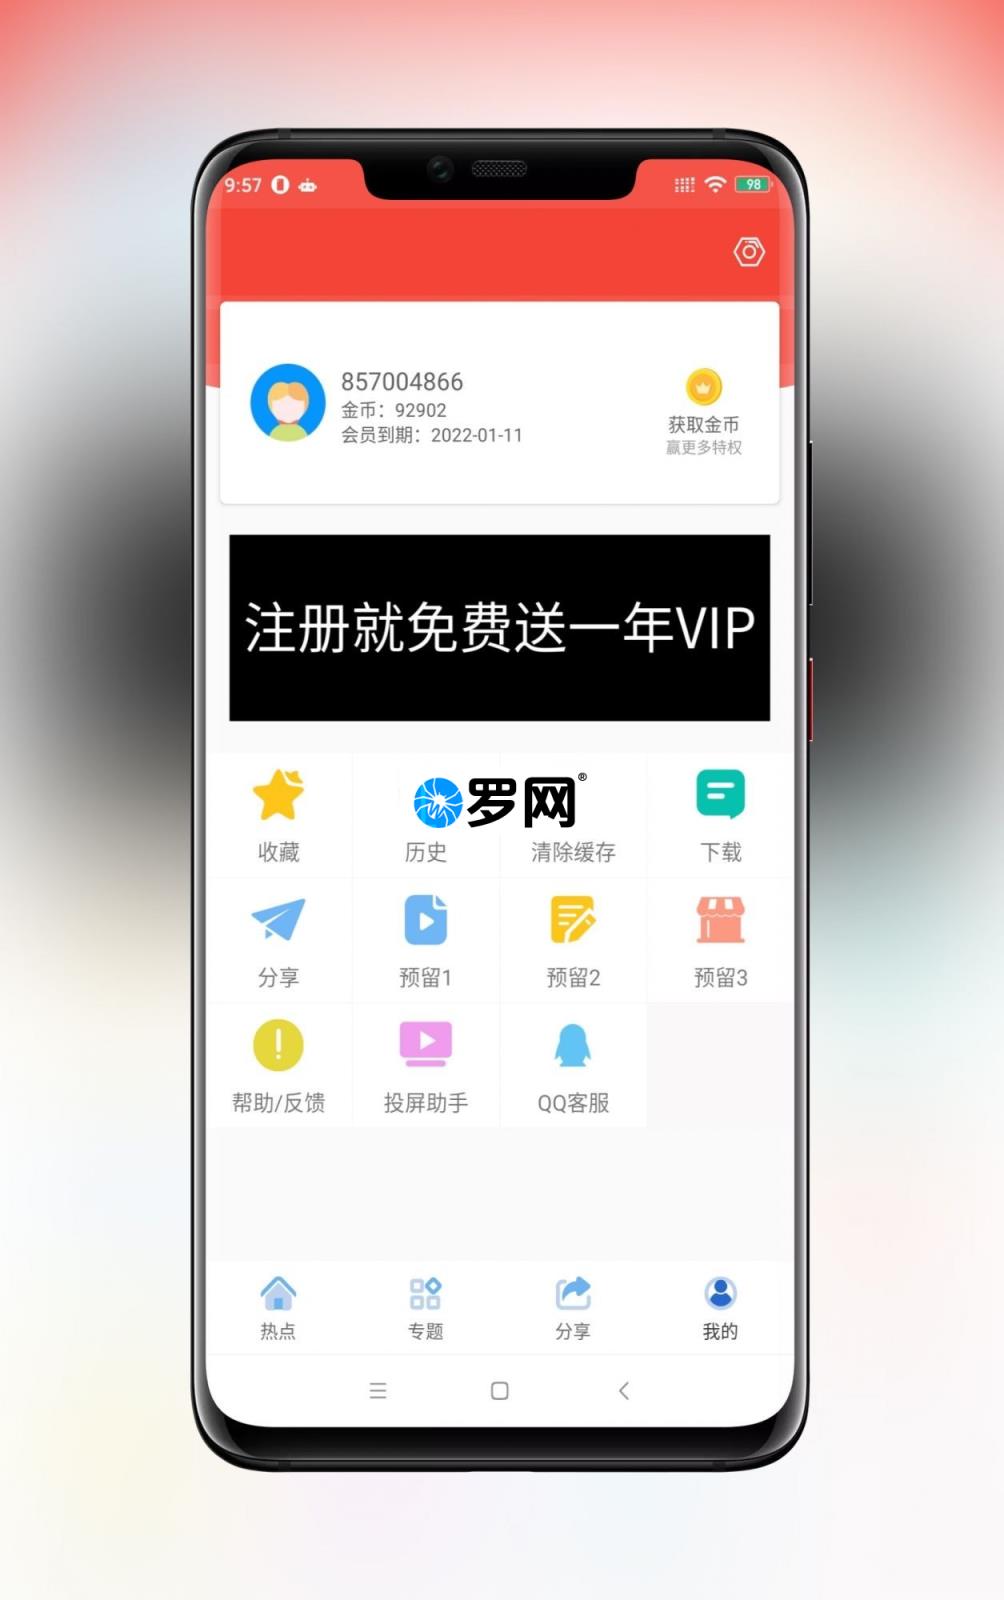 9:57
98
857004866
金币：92902
会员到期：2022-01-11
获取金币
赢更多特权
注册就免费送一年VIP
罗网®
收藏
历史
清除缓存
下载
分享
预留1
预留2
预留3
帮助/反馈
投屏助手
QQ客服
热点
专题
分享
我的